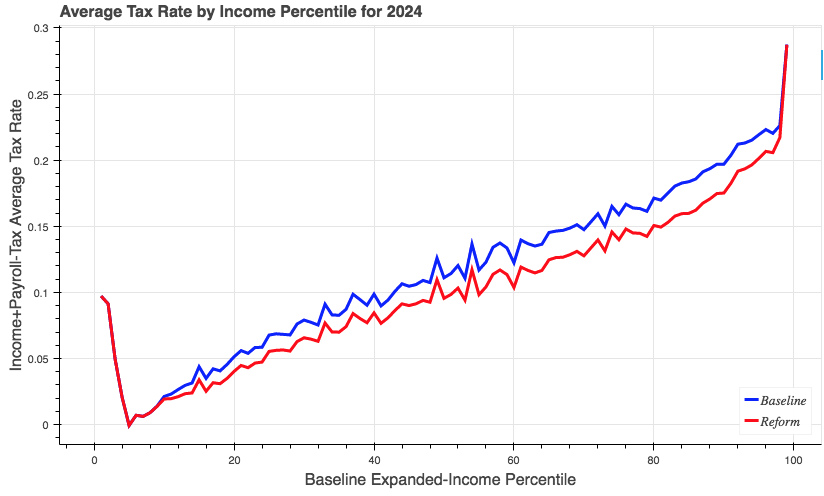 Average Tax Rate by Income Percentile for 2024
Income+Payroll-Tax Average Tax Rate
0.3
0.25
0.2
0.15
0.1
0.05
0
0 20 40 60 80 100
Baseline Expanded-Income Percentile
Baseline
Reform